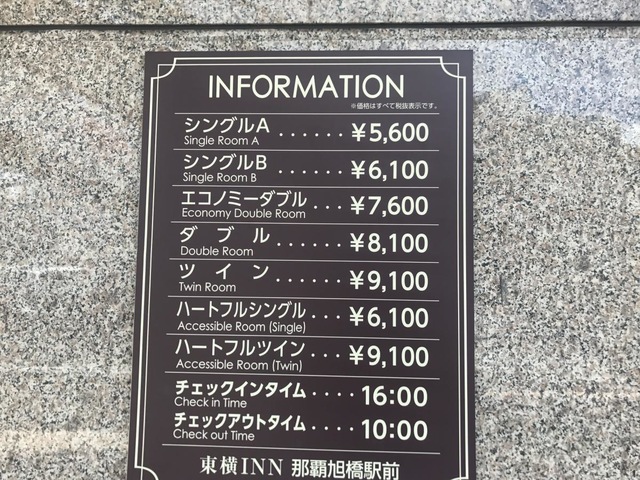 INFORMATION
※価格はすべて税抜表示です。
シングルA ...... ¥5,600
Single Room A
シングルB ...... ¥6,100
Single Room B
エコノミーダブル .... ¥7,600
Economy Double Room
ダブル ....... ¥8,100
Double Room
ツイン ....... ¥9,100
Twin Room
ハートフルシングル ... ¥6,100
Accessible Room (Single)
ハートフルツイン ... ¥9,100
Accessible Room (Twin)
チェックインタイム .... 16:00
Check in Time
チェックアウトタイム .... 10:00
Check out Time
東横INN 那覇旭橋駅前